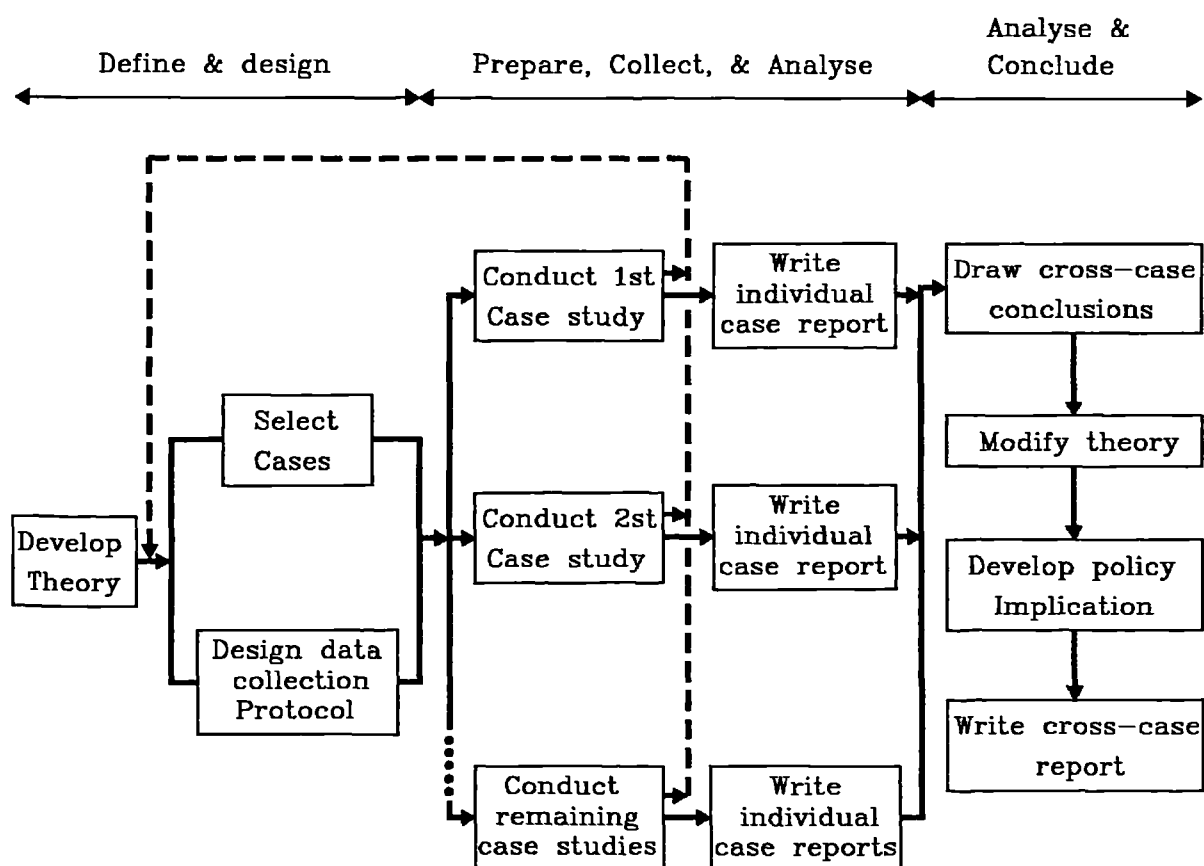 Define & design
Prepare, Collect, & Analyse
Analyse &
Conclude
Develop
Theory
Select
Cases
Design data
collection
Protocol
Conduct 1st
Case study
Write
individual
case report
Conduct 2st
Case study
Write
individual
case report
Conduct
remaining
case studies
Write
individual
case reports
Draw cross-case
conclusions
Modify theory
Develop policy
Implication
Write cross-case
report